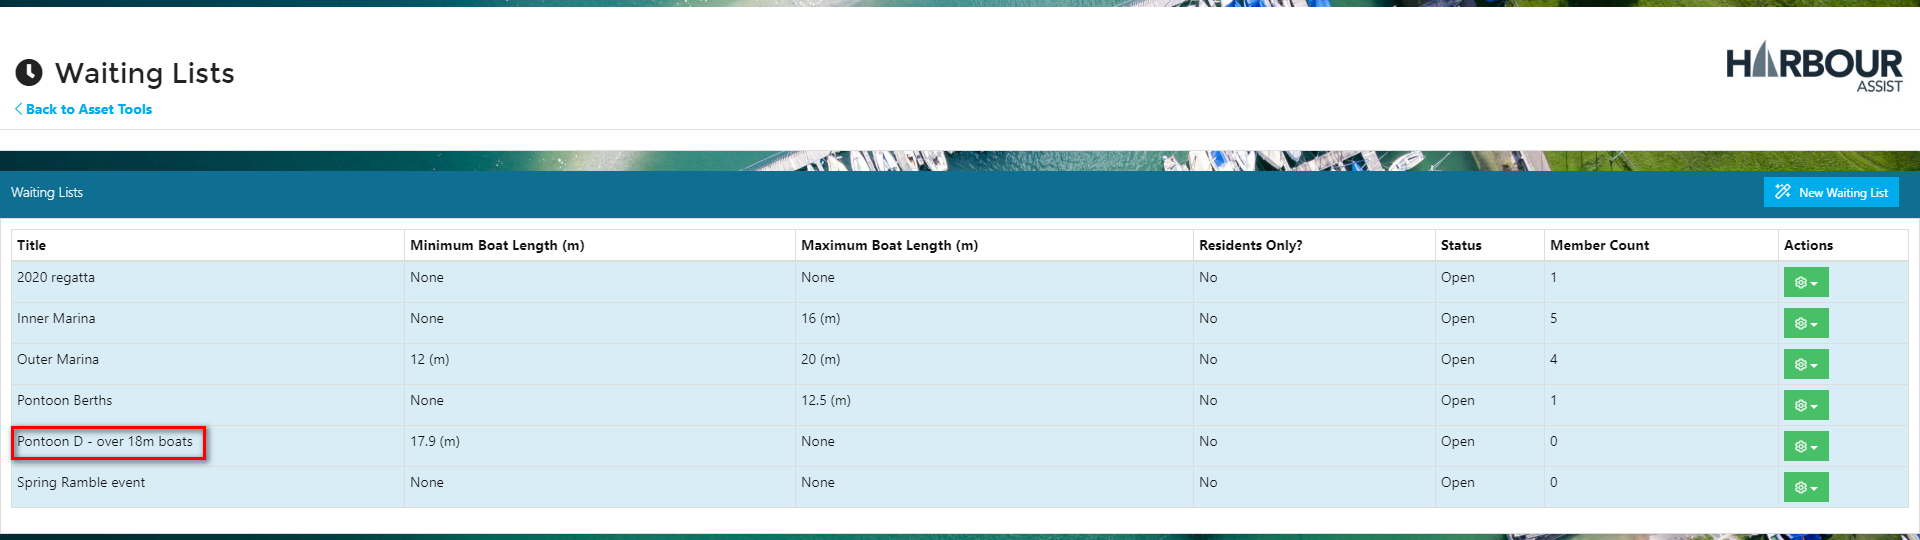 Waiting Lists
HARBOUR
ASSIST
Back to Asset Tools
Waiting Lists
New Waiting List
Title Minimum Boat Length (m) Maximum Boat Length (m) Residents Only? Status Member Count Actions
2020 regatta None None No Open 1
Inner Marina None 16 (m) No Open 5
Outer Marina 12 (m) 20 (m) No Open 4
Pontoon Berths None 12.5 (m) No Open 1
Pontoon D - over 18m boats 17.9 (m) None No Open 0
Spring Ramble event None None No Open 0